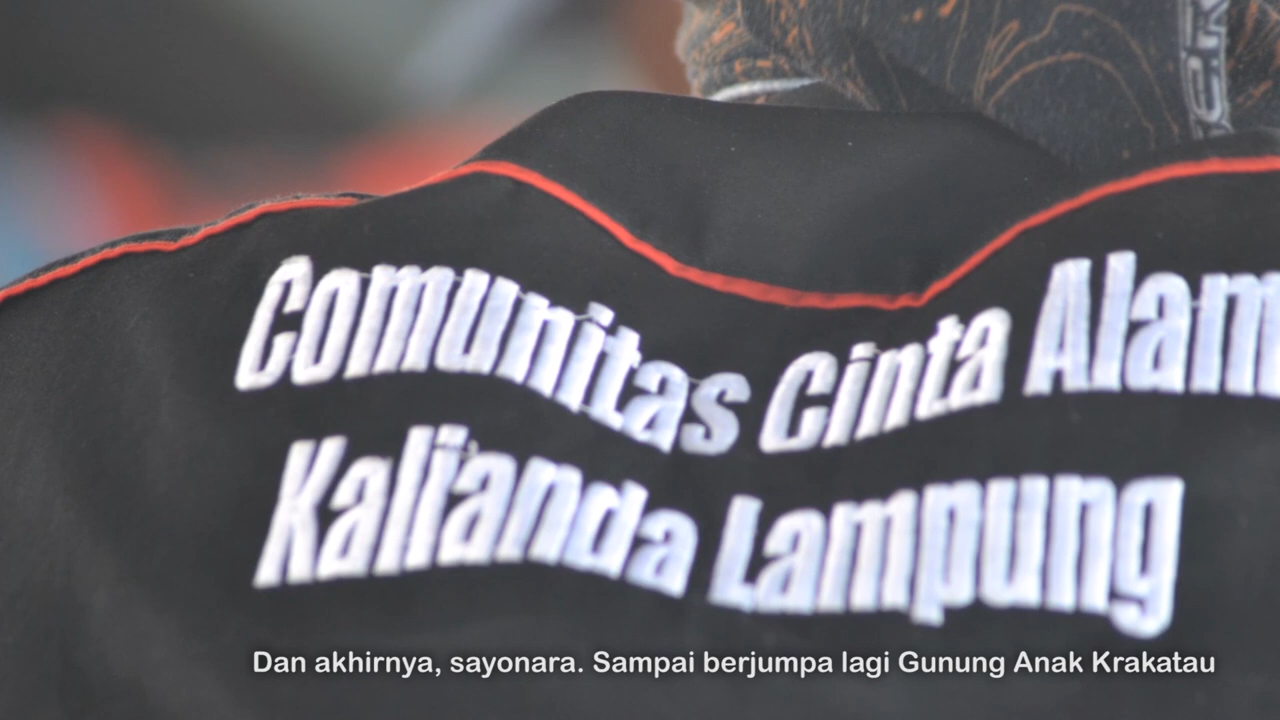 Comunitas Cinta Alam
Kalianda Lampung
Dan akhirnya, sayonara. Sampai berjumpa lagi Gunung Anak Krakatau